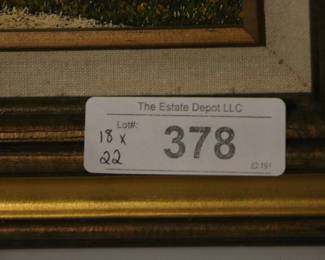 The Estate Depot LLC
Lot#:
18 x
22
378